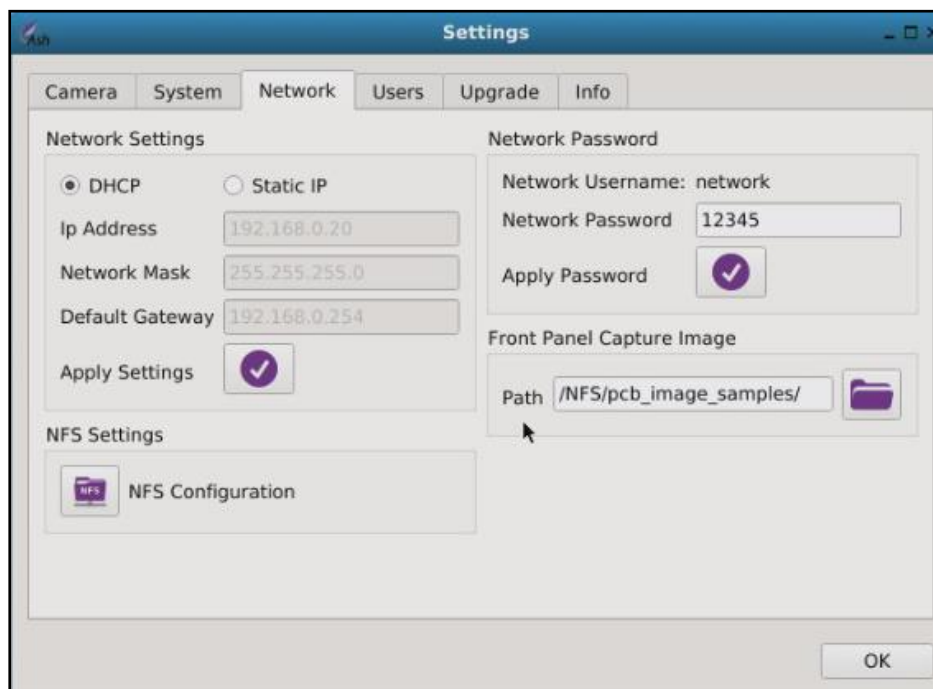 Ash
Settings
Camera System Network Users Upgrade Info
Network Settings
DHCP Static IP
Ip Address 192.168.0.20
Network Mask 255.255.255.0
Default Gateway 192.168.0.254
Apply Settings
NFS Settings
NFS NFS Configuration
Network Password
Network Username: network
Network Password 12345
Apply Password
Front Panel Capture Image
Path /NFS/pcb_image_samples/
OK